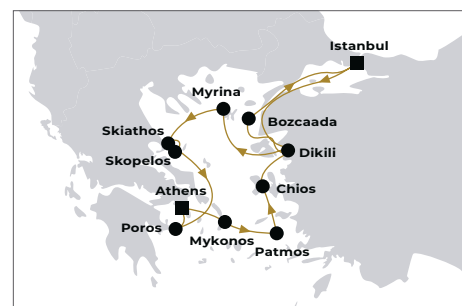 Istanbul
Myrina
Bozcaada
Skiathos
Dikili
Skopelos
Athens
Chios
Poros
Mykonos
Patmos